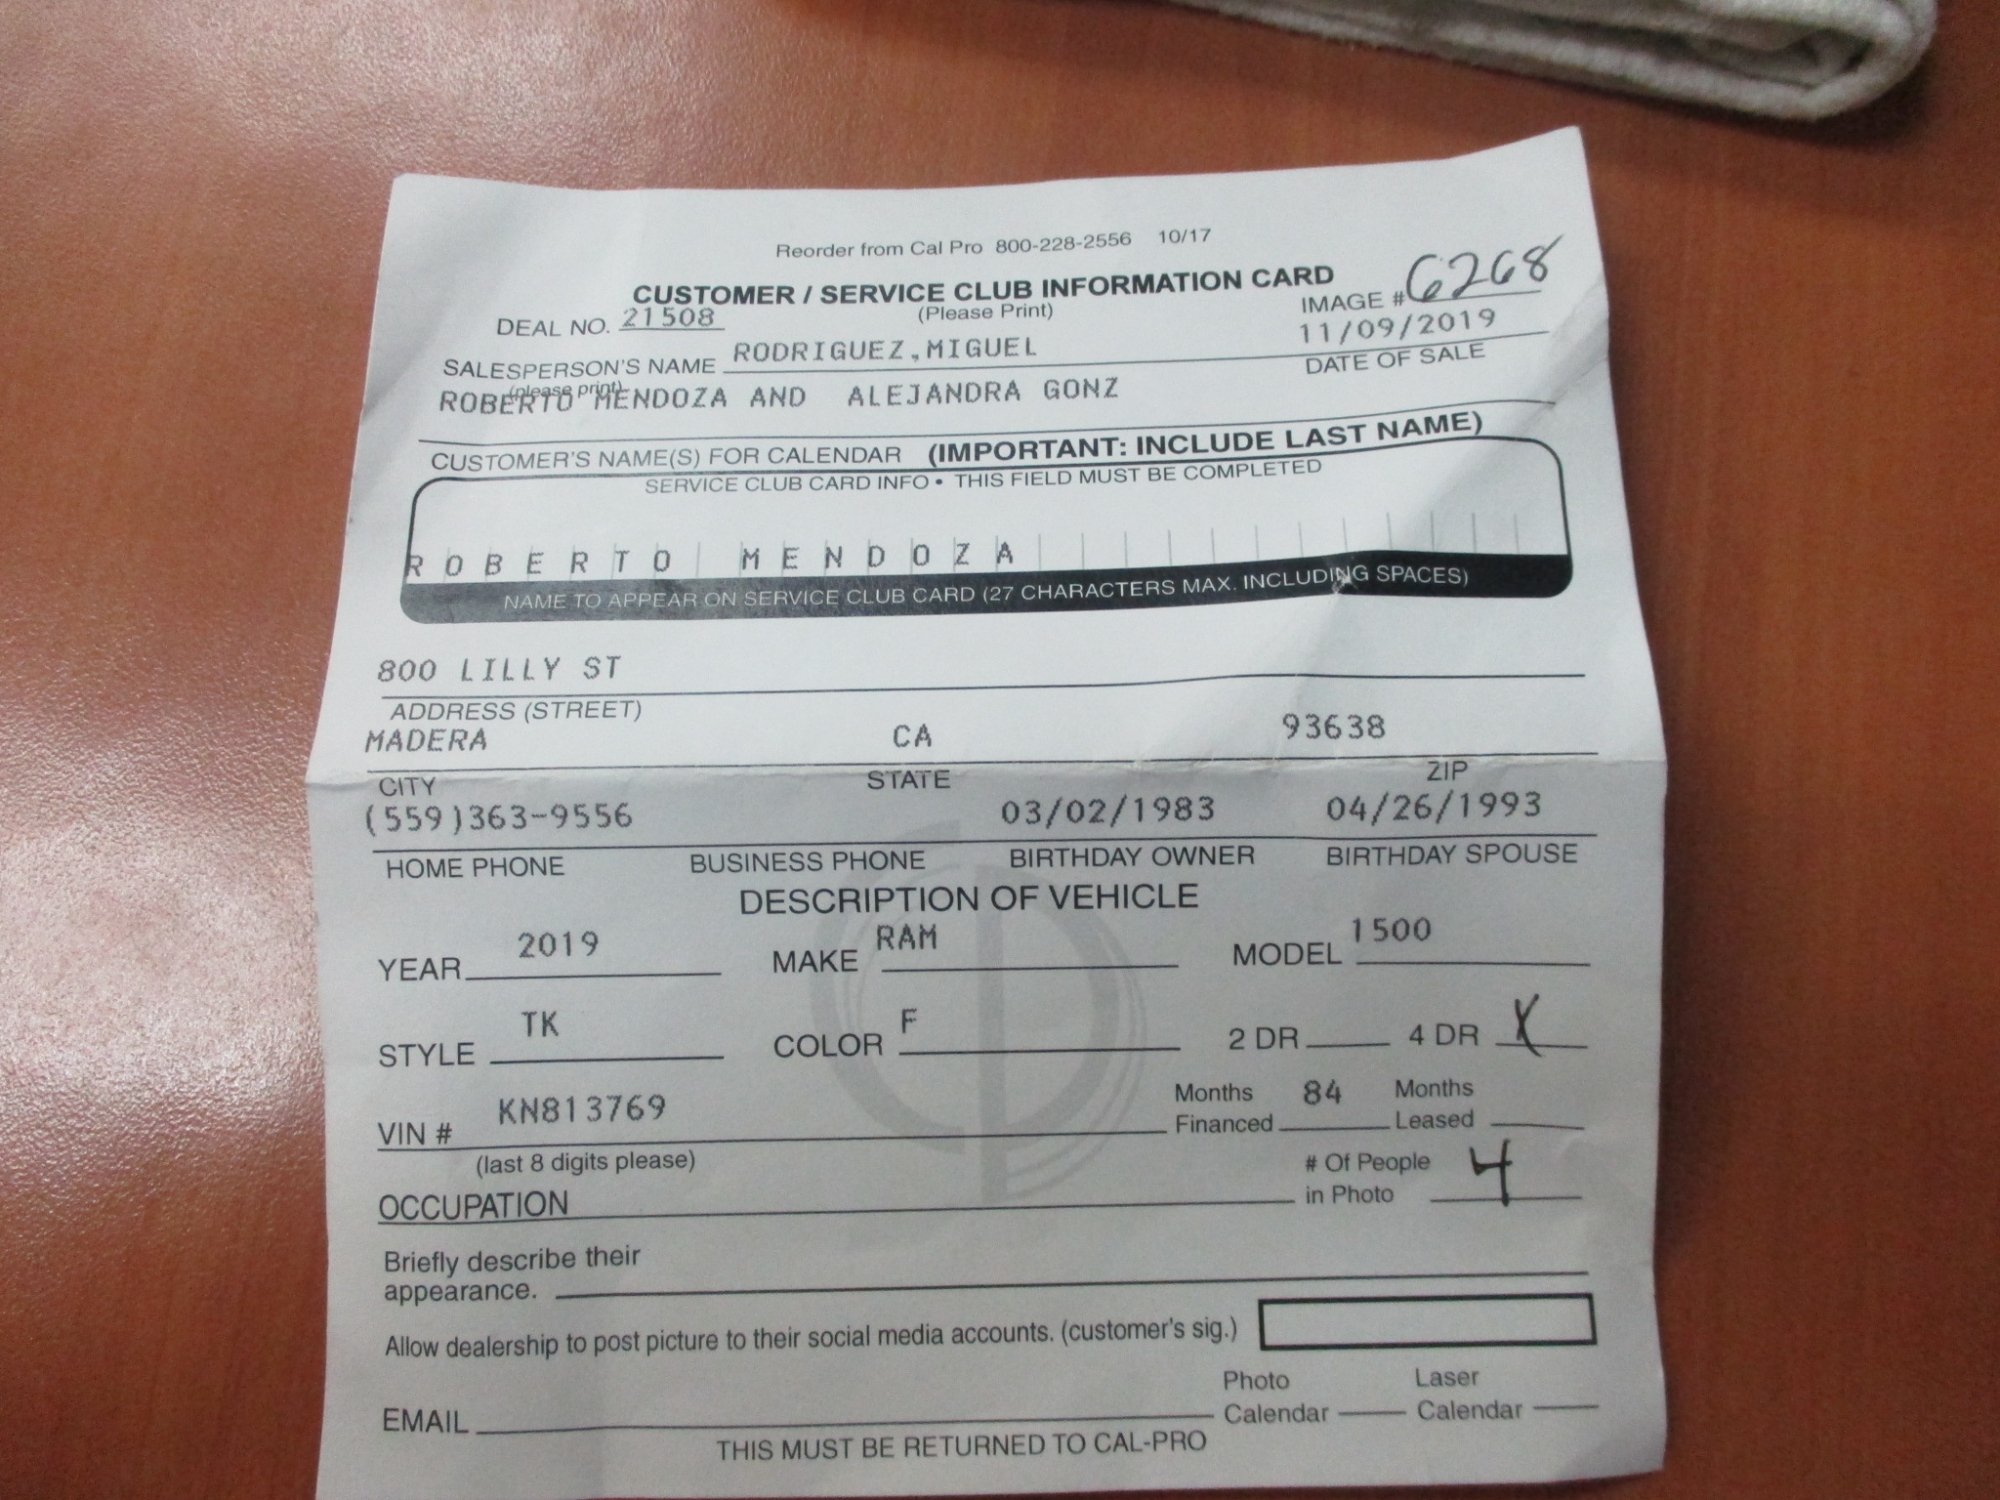 Reorder from Cal Pro 800-228-2556 10/17
CUSTOMER / SERVICE CLUB INFORMATION CARD
(Please Print)
IMAGE # 6268
DEAL NO. 21508
11/09/2019
DATE OF SALE
SALESPERSON'S NAME RODRIGUEZ,MIGUEL
(please print)
ROBERTO MENDOZA AND ALEJANDRA GONZ
CUSTOMER'S NAME(S) FOR CALENDAR (IMPORTANT: INCLUDE LAST NAME)
SERVICE CLUB CARD INFO • THIS FIELD MUST BE COMPLETED
ROBERTO MENDOZA
NAME TO APPEAR ON SERVICE CLUB CARD (27 CHARACTERS MAX. INCLUDING SPACES)
800 LILLY ST
ADDRESS (STREET)
MADERA CA 93638
CITY STATE ZIP
(559)363-9556 03/02/1983 04/26/1993
HOME PHONE BUSINESS PHONE BIRTHDAY OWNER BIRTHDAY SPOUSE
DESCRIPTION OF VEHICLE
YEAR 2019 MAKE RAM MODEL 1500
STYLE TK COLOR F 2 DR 4 DR X
VIN # KN813769 Months Financed 84 Months Leased
(last 8 digits please)
OCCUPATION # Of People in Photo 4
Briefly describe their
appearance.
Allow dealership to post picture to their social media accounts. (customer's sig.)
EMAIL Photo Calendar Laser Calendar
THIS MUST BE RETURNED TO CAL-PRO